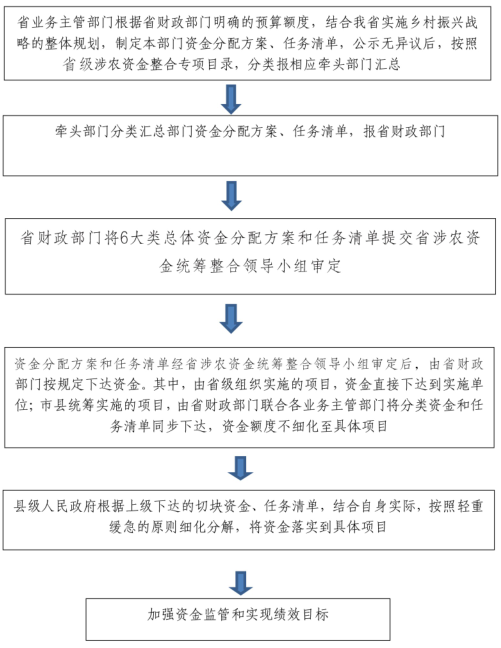 省业务主管部门根据省财政部门明确的预算额度，结合我省实施乡村振兴战
略的整体规划，制定本部门资金分配方案、任务清单，公示无异议后，按照
省级涉农资金整合专项目录，分类报相应牵头部门汇总
牵头部门分类汇总部门资金分配方案、任务清单，报省财政部门
省财政部门将6大类总体资金分配方案和任务清单提交省涉农资
金统筹整合领导小组审定
资金分配方案和任务清单经省涉农资金统筹整合领导小组审定后，由省财政
部门按规定下达资金。其中，由省级组织实施的项目，资金直接下达到实施单
位；市县统筹实施的项目，由省财政部门联合各业务主管部门将分类资金和任
务清单同步下达，资金额度不细化至具体项目
县级人民政府根据上级下达的切块资金、任务清单，结合自身实际，按照轻重
缓急的原则细化分解，将资金落实到具体项目
加强资金监管和实现绩效目标